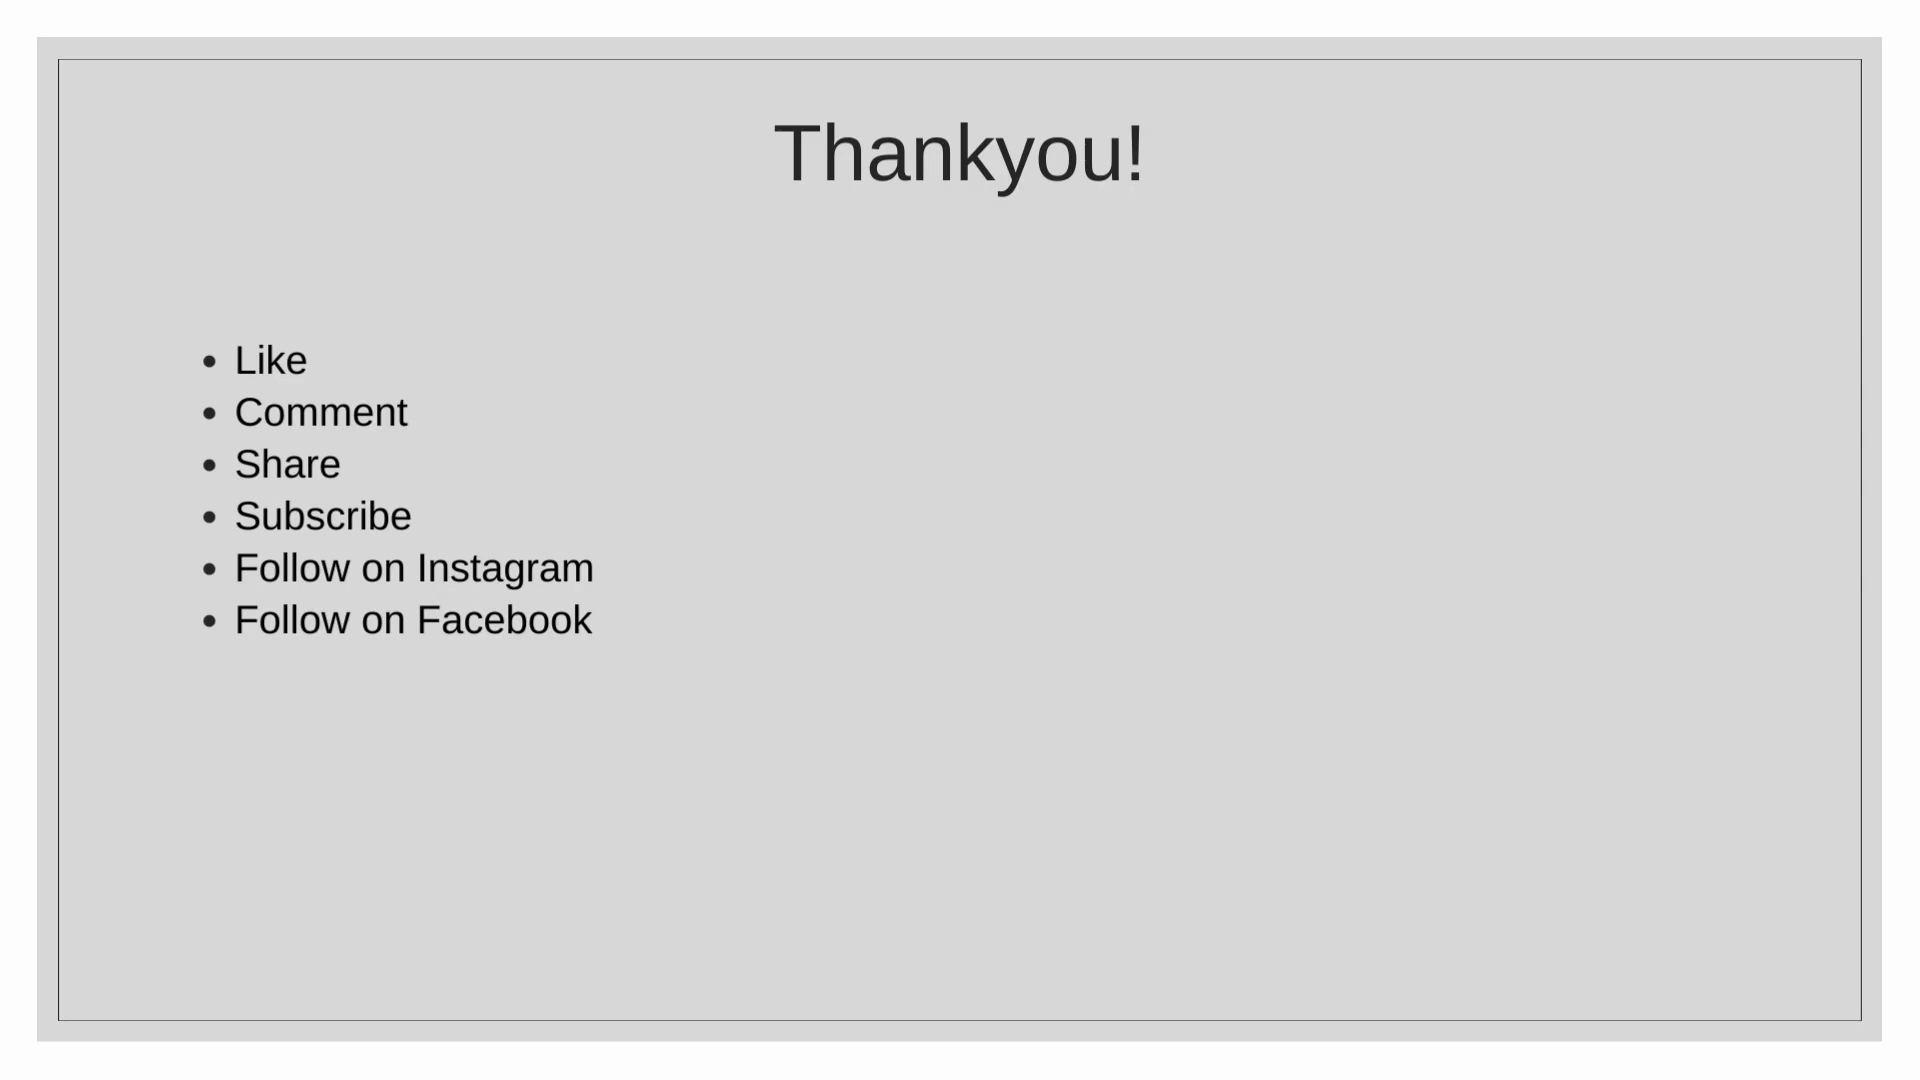 Thankyou!
• Like
• Comment
• Share
• Subscribe
• Follow on Instagram
• Follow on Facebook